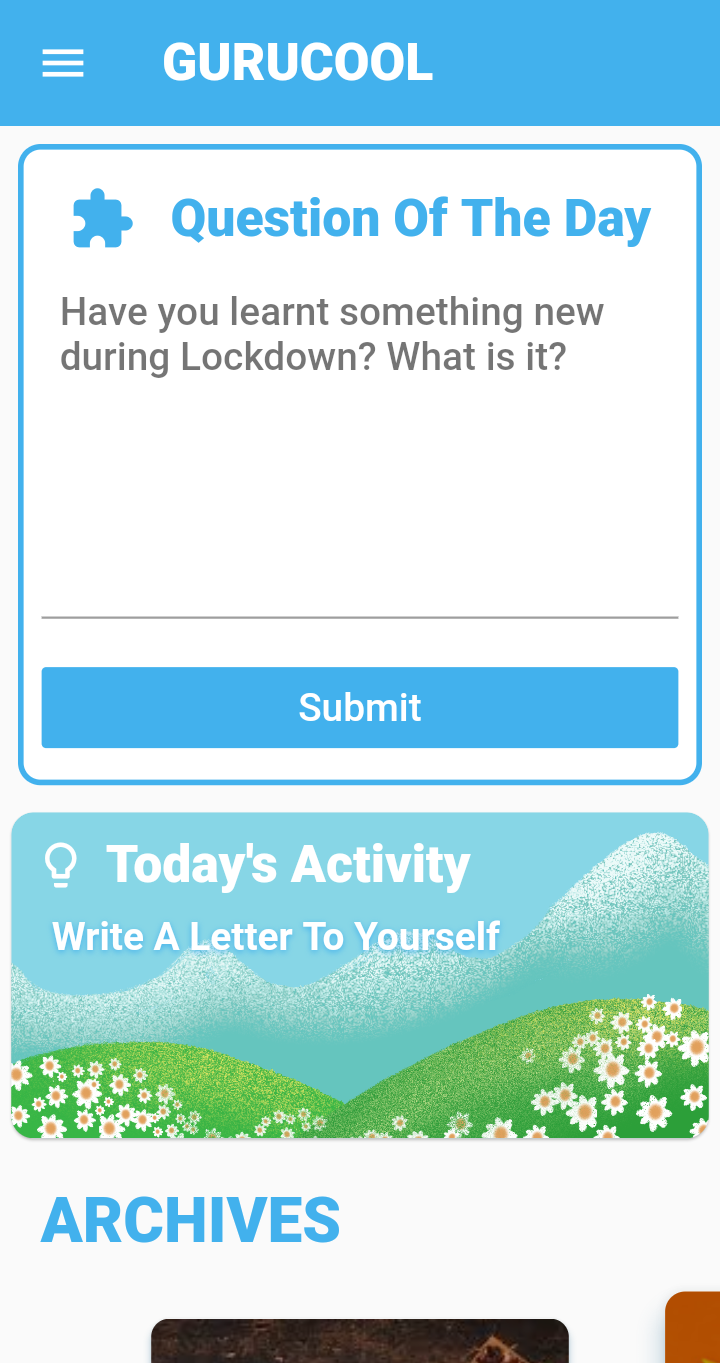 GURUCOOL
Question Of The Day
Have you learnt something new
during Lockdown? What is it?
Submit
Today's Activity
Write A Letter To Yourself
ARCHIVES